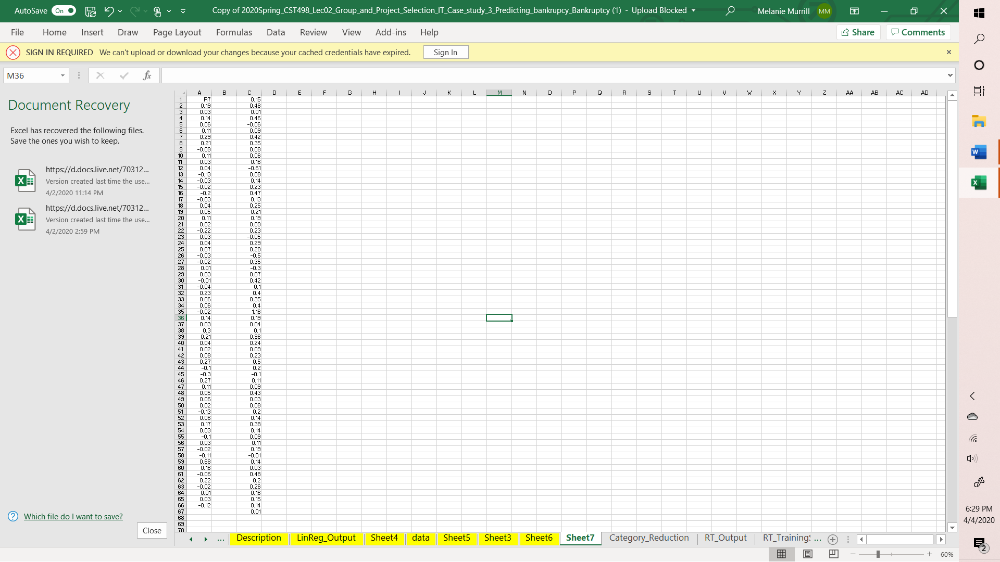 AutoSave On Copy of 2020Spring_CST498_Lec02_Group_and_Project_Selection_IT_Case_study_3_Predicting_bankrupcy_Bankruptcy (1) - Upload Blocked Melanie Murrill MM
File Home Insert Draw Page Layout Formulas Data Review View Add-ins Help Share Comments
SIGN IN REQUIRED We can't upload or download your changes because your cached credentials have expired. Sign In
M36 fx
Document Recovery
Excel has recovered the following files.
Save the ones you wish to keep.
https://d.docs.live.net/70312...
Version created last time the use...
4/2/2020 11:14 PM
https://d.docs.live.net/70312...
Version created last time the use...
4/2/2020 2:59 PM
Which file do I want to save?
Close
A B C D E F G H I J K L M N O P Q R S T U V W X Y Z AA AB AC AD
1 R7 0.15
2 0.19 0.48
3 0.03 0.01
4 0.14 0.46
5 0.06 -0.06
6 0.11 0.09
7 0.29 0.42
8 0.21 0.35
9 -0.09 0.08
10 0.11 0.06
11 0.03 0.16
12 0.04 -0.61
13 -0.13 0.08
14 -0.03 0.14
15 -0.02 0.23
16 -0.2 0.47
17 -0.03 0.13
18 0.04 0.25
19 0.05 0.21
20 0.11 0.19
21 0.02 0.09
22 -0.22 0.23
23 0.03 -0.05
24 0.04 0.29
25 0.07 0.28
26 -0.03 -0.5
27 -0.02 0.35
28 0.01 -0.3
29 0.03 0.07
30 -0.01 0.42
31 -0.04 0.1
32 0.23 0.4
33 0.06 0.35
34 0.06 0.4
35 -0.02 1.16
36 0.14 0.19
37 0.03 0.04
38 0.3 0.1
39 0.21 0.96
40 0.04 0.24
41 0.02 0.09
42 0.08 0.23
43 0.27 0.5
44 -0.1 0.2
45 -0.3 -0.1
46 0.27 0.11
47 0.11 0.09
48 0.05 0.43
49 0.06 0.03
50 0.02 0.08
51 -0.13 0.2
52 0.06 0.14
53 0.17 0.38
54 0.03 0.14
55 -0.1 0.09
56 0.03 0.11
57 -0.02 0.19
58 -0.11 -0.01
59 0.68 0.14
60 0.16 0.03
61 -0.06 0.48
62 0.22 0.2
63 -0.02 0.26
64 0.01 0.16
65 0.03 0.15
66 -0.12 0.14
67 0.01
68
69
70
... Description LinReg_Output Sheet4 data Sheet5 Sheet3 Sheet6 Sheet7 Category_Reduction RT_Output RT_Training ...
60%
6:29 PM
4/4/2020
2